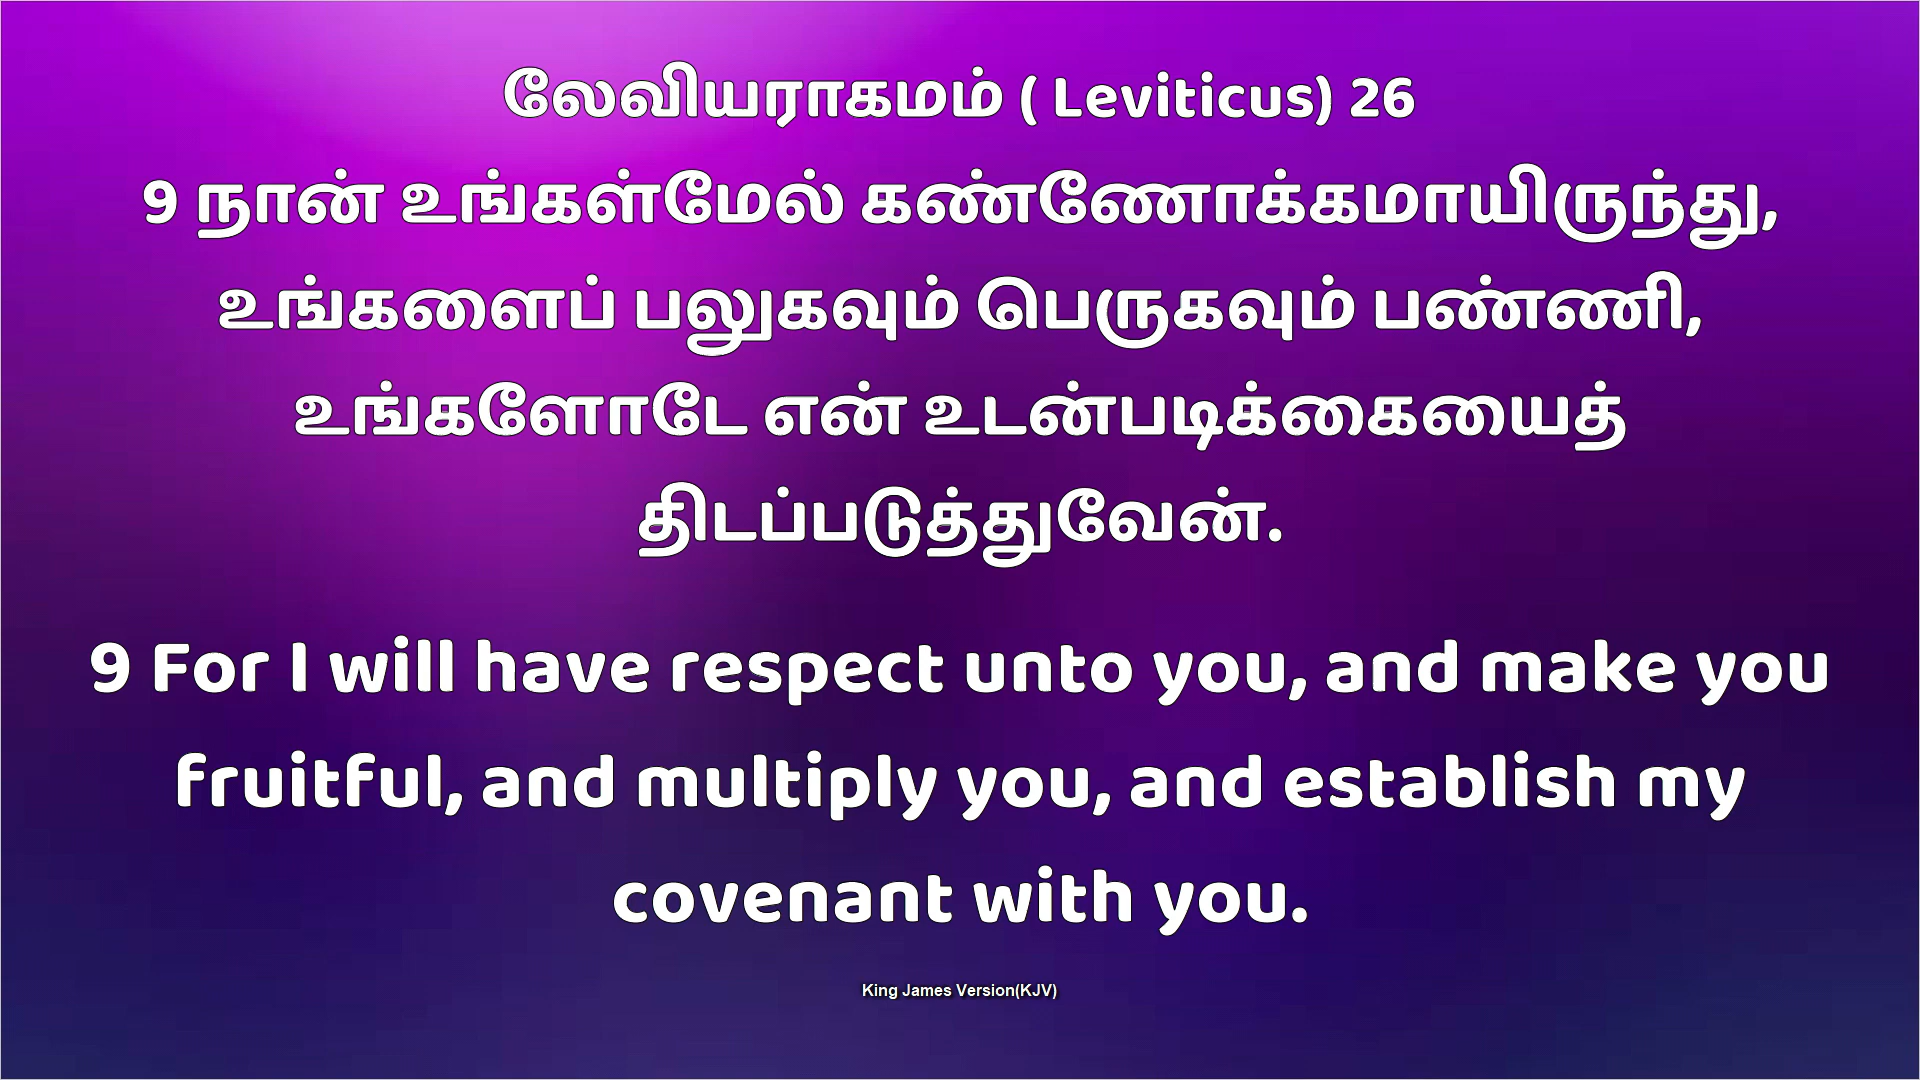 லேவியராகமம் ( Leviticus) 26
9 நான் உங்கள்மேல் கண்ணோக்கமாயிருந்து,
உங்களைப் பலுகவும் பெருகவும் பண்ணி,
உங்களோடே என் உடன்படிக்கையைத்
திடப்படுத்துவேன்.
9 For I will have respect unto you, and make you
fruitful, and multiply you, and establish my
covenant with you.
King James Version(KJV)